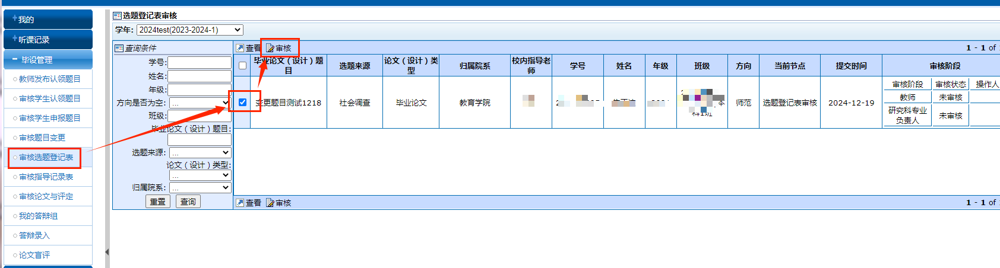 我的
听课记录
毕设管理
教师发布认领题目
审核学生认领题目
审核学生申报题目
审核题目变更
审核选题登记表
审核指导记录表
审核论文与评定
我的答辩组
答辩录入
论文盲评
选题登记表审核
学年: 2024test(2023-2024-1)
查询条件
学号:
姓名:
年级:
方向是否为空: ...
班级:
毕业论文（设计）题目:
选题来源: ...
论文（设计）类型:
...
归属院系: ...
重置 查询
查看 审核 1 - 1 of
毕业论文（设计）题目 选题来源 论文（设计）类型 归属院系 校内指导老师 学号 姓名 年级 班级 方向 当前节点 提交时间 审核阶段
变更题目测试1218 社会调查 毕业论文 教育学院 师范 选题登记表审核 2024-12-19
本
科1班
审核阶段 审核状态 操作人
教师 未审核
研究科专业负责人 未审核
查看 审核 1 - 1 of